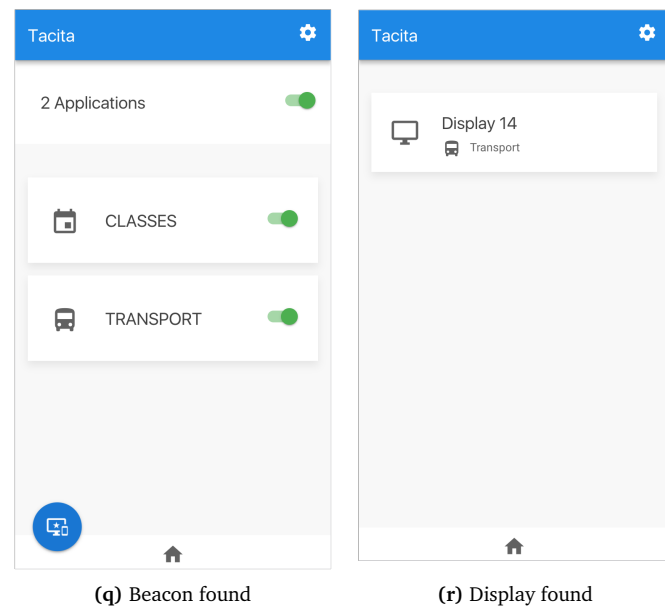 Tacita
2 Applications
CLASSES
TRANSPORT
(q) Beacon found
Tacita
Display 14
Transport
(r) Display found